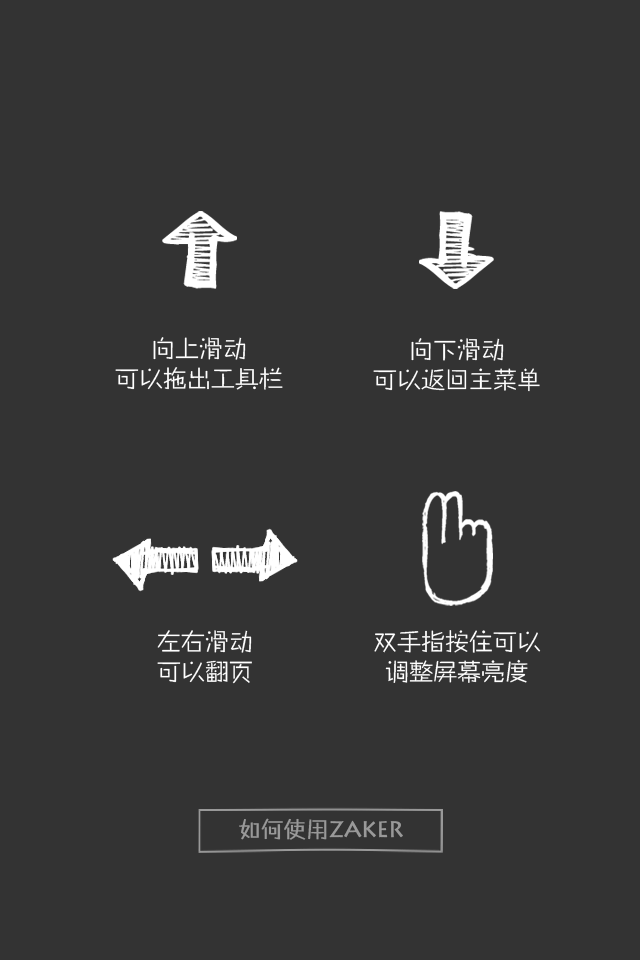 向上滑动
可以拖出工具栏
向下滑动
可以返回主菜单
左右滑动
可以翻页
双手指按住可以
调整屏幕亮度
如何使用ZAKER